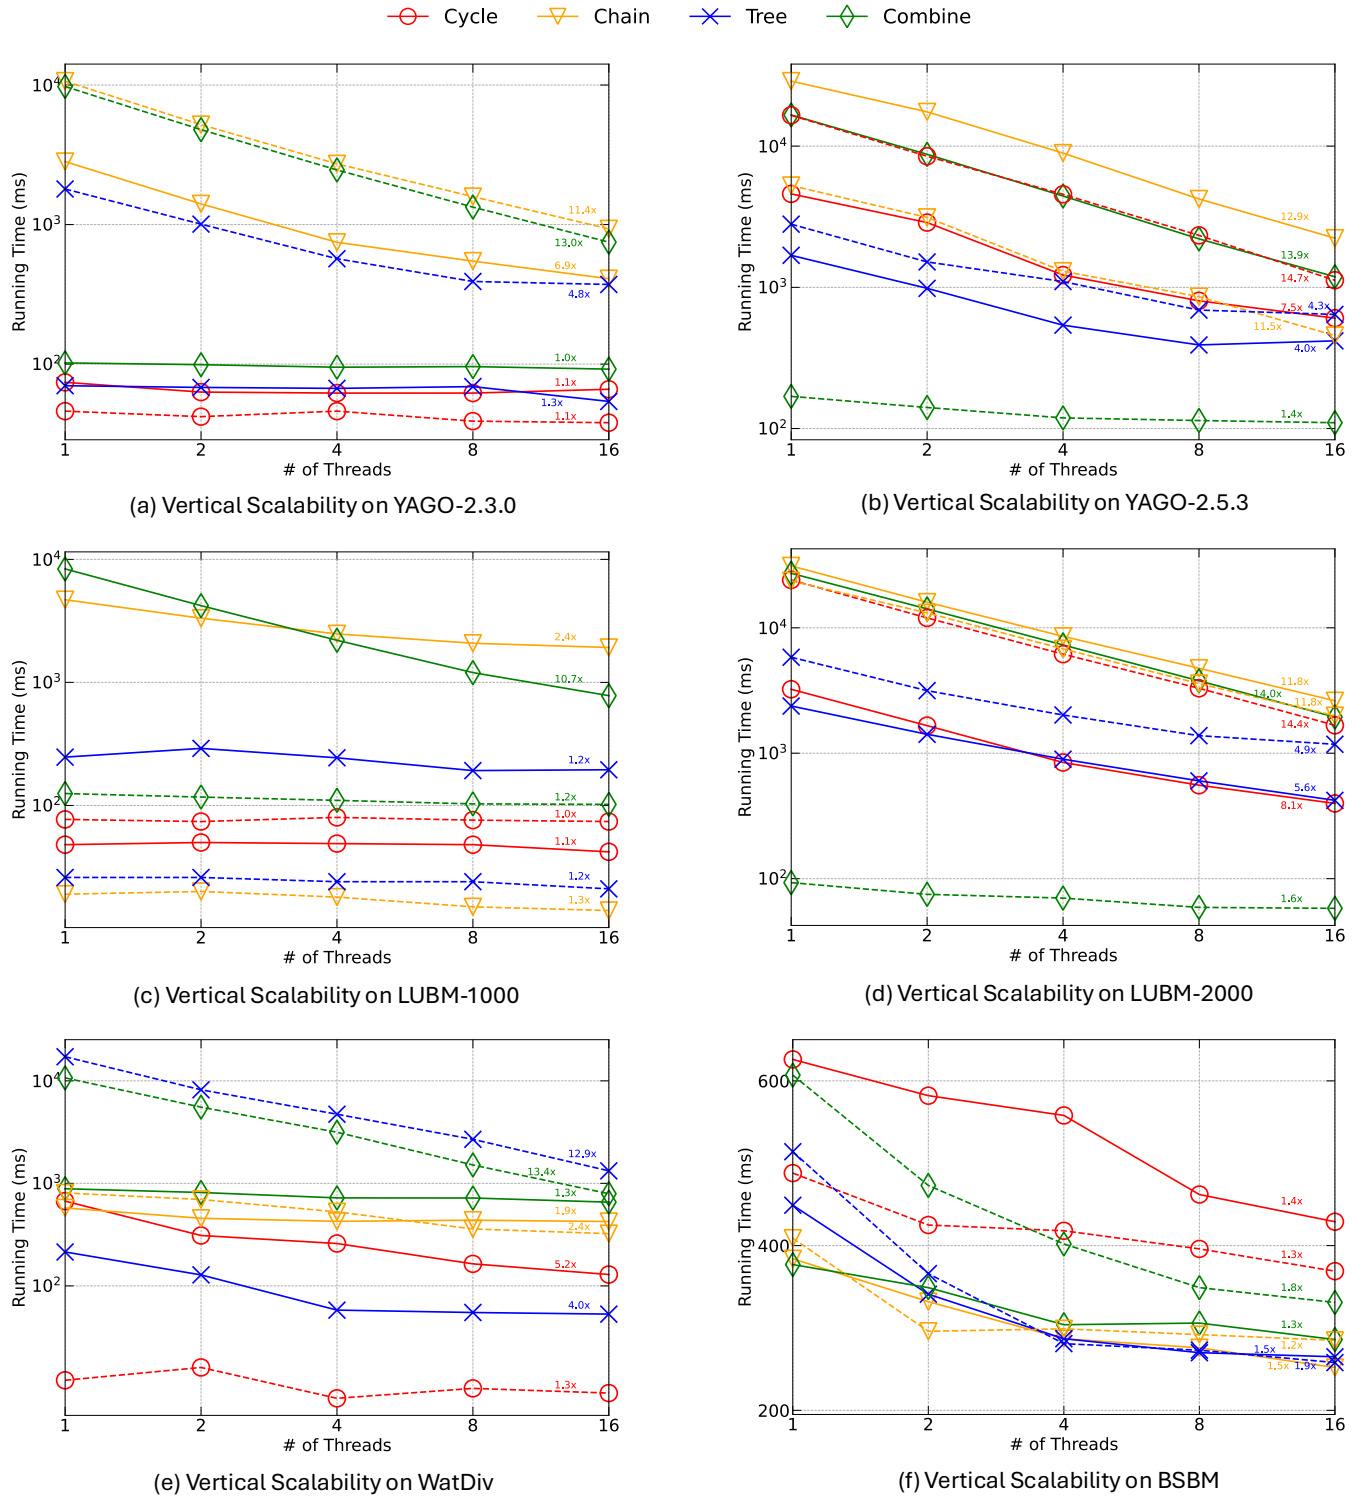 Cycle Chain Tree Combine
10⁴
10³
10²
Running Time (ms)
11.4x
13.0x
6.9x
4.8x
1.0x
1.1x
1.3x
1.1x
1 2 4 8 16
# of Threads
(a) Vertical Scalability on YAGO-2.3.0
10⁴
10³
10²
Running Time (ms)
12.9x
13.9x
14.7x
7.5x
4.3x
11.5x
4.0x
1.4x
1 2 4 8 16
# of Threads
(b) Vertical Scalability on YAGO-2.5.3
10⁴
10³
10²
Running Time (ms)
2.4x
10.7x
1.2x
1.2x
1.0x
1.1x
1.2x
1.3x
1 2 4 8 16
# of Threads
(c) Vertical Scalability on LUBM-1000
10⁴
10³
10²
Running Time (ms)
11.8x
14.0x
11.8x
14.4x
4.9x
5.6x
8.1x
1.6x
1 2 4 8 16
# of Threads
(d) Vertical Scalability on LUBM-2000
10⁴
10³
10²
Running Time (ms)
12.9x
13.4x
1.3x
1.9x
2.4x
5.2x
4.0x
1.3x
1 2 4 8 16
# of Threads
(e) Vertical Scalability on WatDiv
600
400
200
Running Time (ms)
1.4x
1.3x
1.8x
1.3x
1.2x
1.5x
1.5x 1.9x
1 2 4 8 16
# of Threads
(f) Vertical Scalability on BSBM